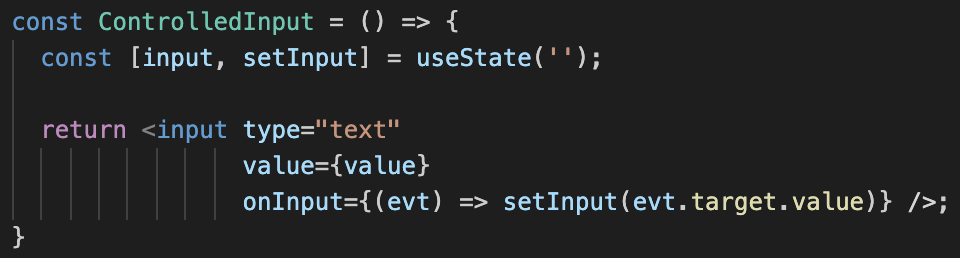 const ControlledInput = () => {
const [input, setInput] = useState('');
return <input type="text"
value={value}
onInput={(evt) => setInput(evt.target.value)} />;
}